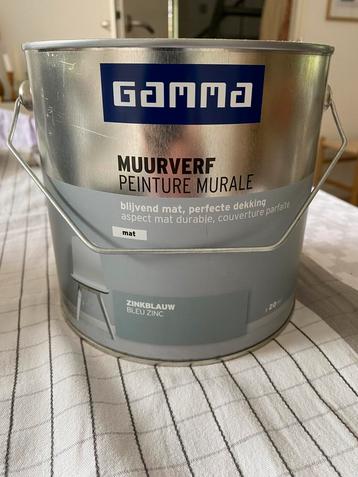 GAMMA
MUURVERF
PEINTURE MURALE
blijvend mat, perfecte dekking
aspect mat durable, couverture parfaite
mat
ZINKBLAUW
BLEU ZINC